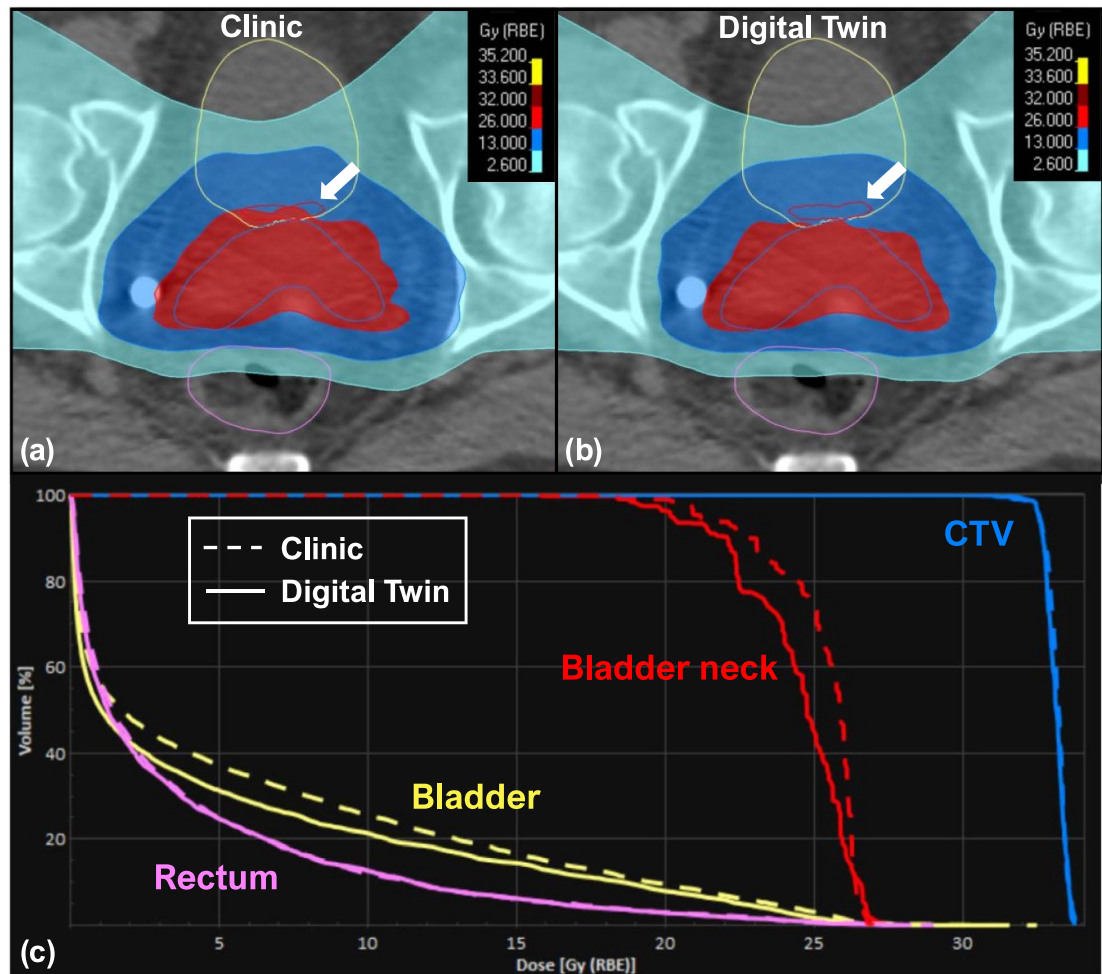 Clinic
Gy (RBE)
35.200
33.600
32.000
26.000
13.000
2.600
(a)
Digital Twin
Gy (RBE)
35.200
33.600
32.000
26.000
13.000
2.600
(b)
100
80
60
40
20
Volume [%]
Clinic
Digital Twin
CTV
Bladder neck
Bladder
Rectum
5
10
15
20
25
30
Dose [Gy (RBE)]
(c)